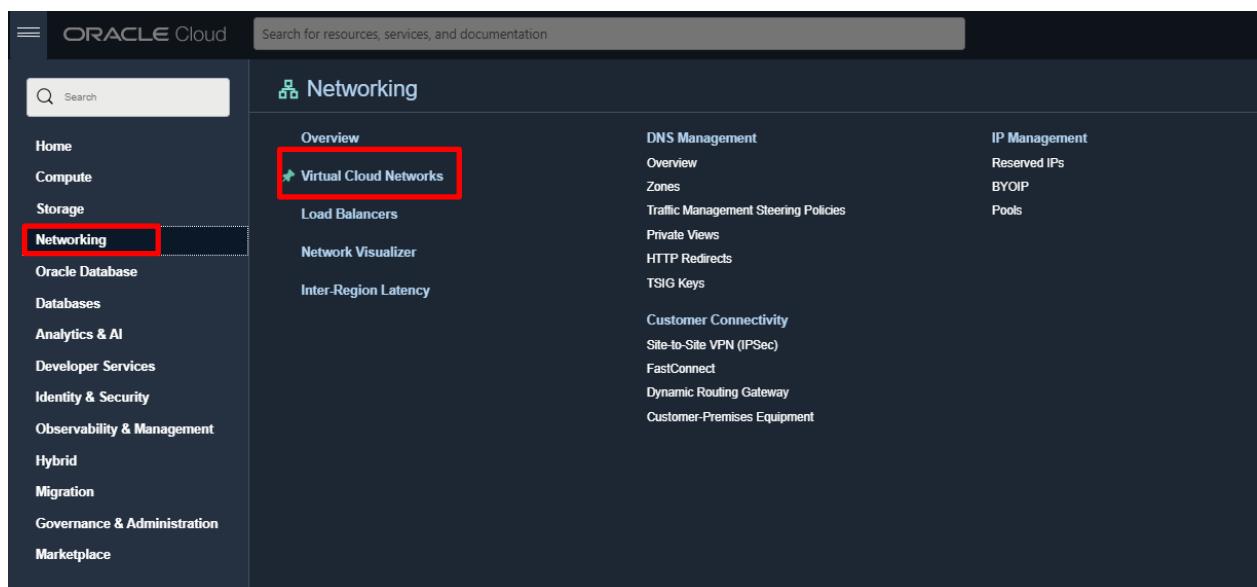 ORACLE Cloud
Search for resources, services, and documentation
Search
Home
Compute
Storage
Networking
Oracle Database
Databases
Analytics & AI
Developer Services
Identity & Security
Observability & Management
Hybrid
Migration
Governance & Administration
Marketplace
Networking
Overview
Virtual Cloud Networks
Load Balancers
Network Visualizer
Inter-Region Latency
DNS Management
Overview
Zones
Traffic Management Steering Policies
Private Views
HTTP Redirects
TSIG Keys
Customer Connectivity
Site-to-Site VPN (IPSec)
FastConnect
Dynamic Routing Gateway
Customer-Premises Equipment
IP Management
Reserved IPs
BYOIP
Pools